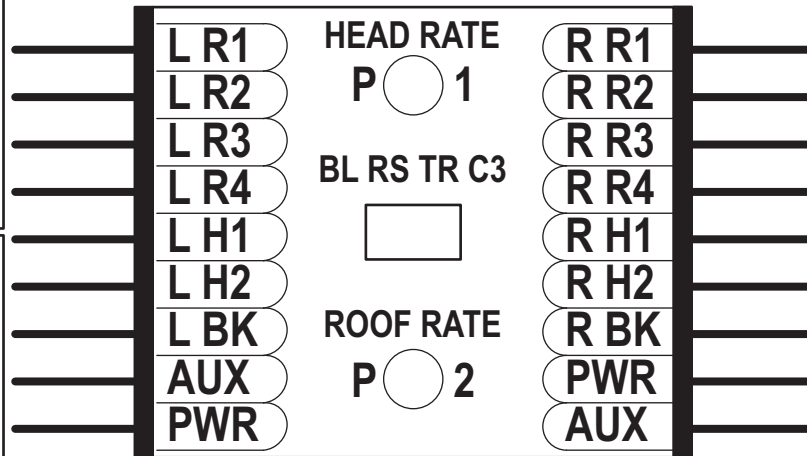 L R1
L R2
L R3
L R4
L H1
L H2
L BK
AUX
PWR
HEAD RATE
P 1
BL RS TR C3
ROOF RATE
P 2
R R1
R R2
R R3
R R4
R H1
R H2
R BK
PWR
AUX